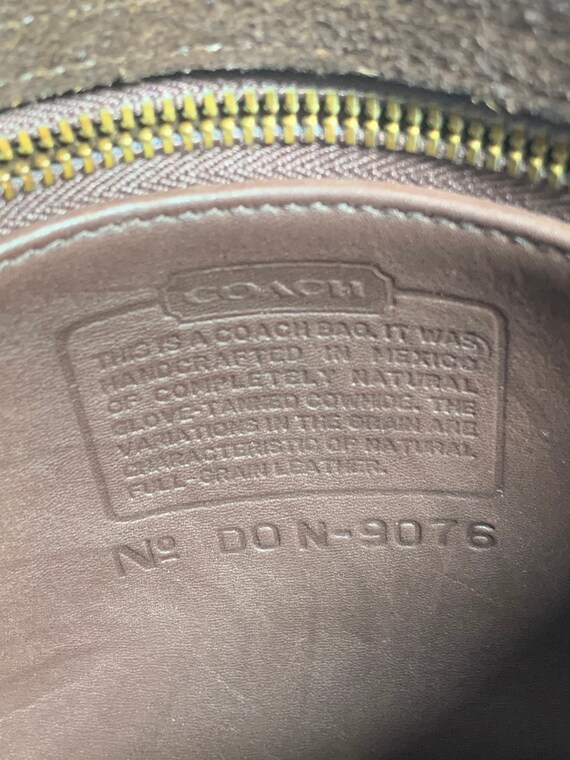 COACH
THIS IS A COACH BAG. IT WAS
HANDCRAFTED IN MEXICO
OF COMPLETELY NATURAL
GLOVE-TANNED COWHIDE. THE
VARIATIONS IN THE GRAIN ARE
CHARACTERISTIC OF NATURAL
FULL-GRAIN LEATHER.
Nº DON-9076